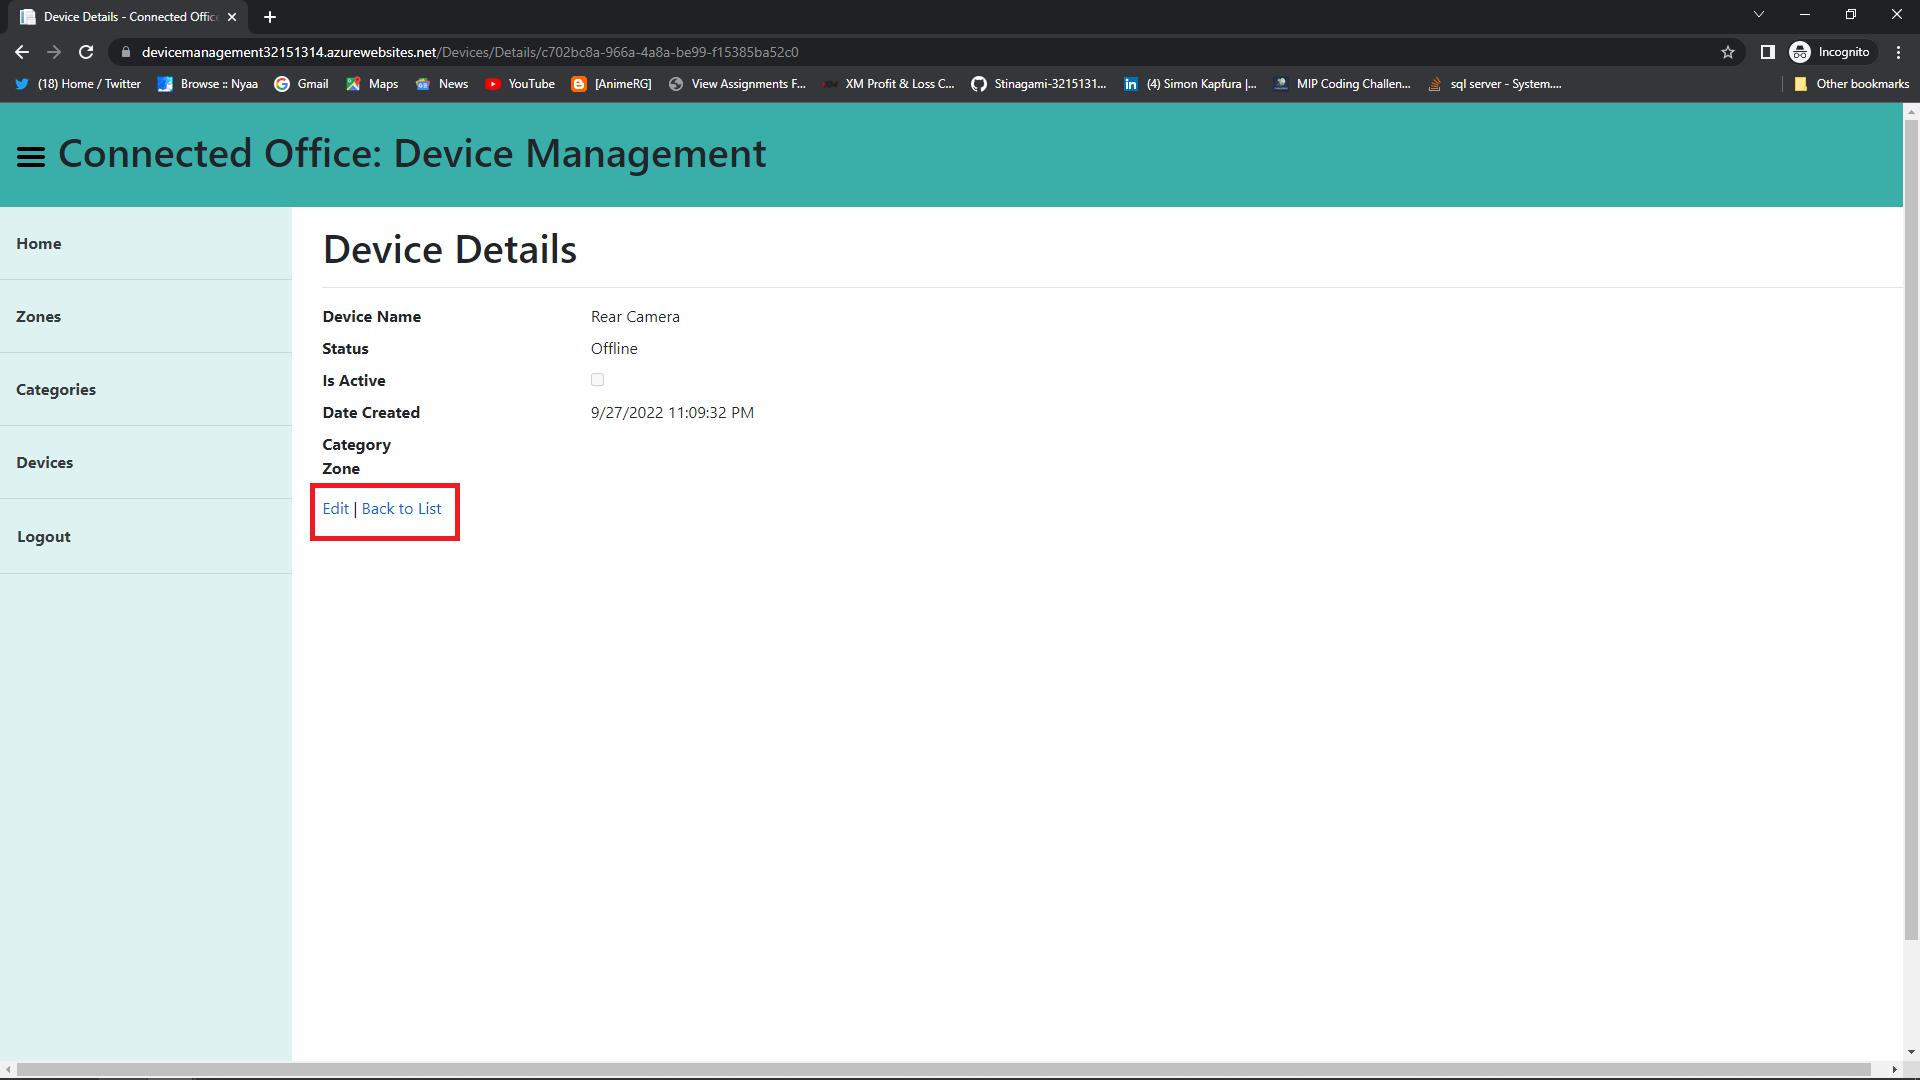 Device Details - Connected Offic
devicemanagement32151314.azurewebsites.net/Devices/Details/c702bc8a-966a-4a8a-be99-f15385ba52c0
Incognito
(18) Home / Twitter
Browse :: Nyaa
Gmail
Maps
News
YouTube
[AnimeRG]
View Assignments F...
XM Profit & Loss C...
Stinagami-3215131...
(4) Simon Kapfura |...
MIP Coding Challen...
sql server - System....
Other bookmarks
Connected Office: Device Management
Home
Zones
Categories
Devices
Logout
Device Details
Device Name Rear Camera
Status Offline
Is Active
Date Created 9/27/2022 11:09:32 PM
Category
Zone
Edit | Back to List